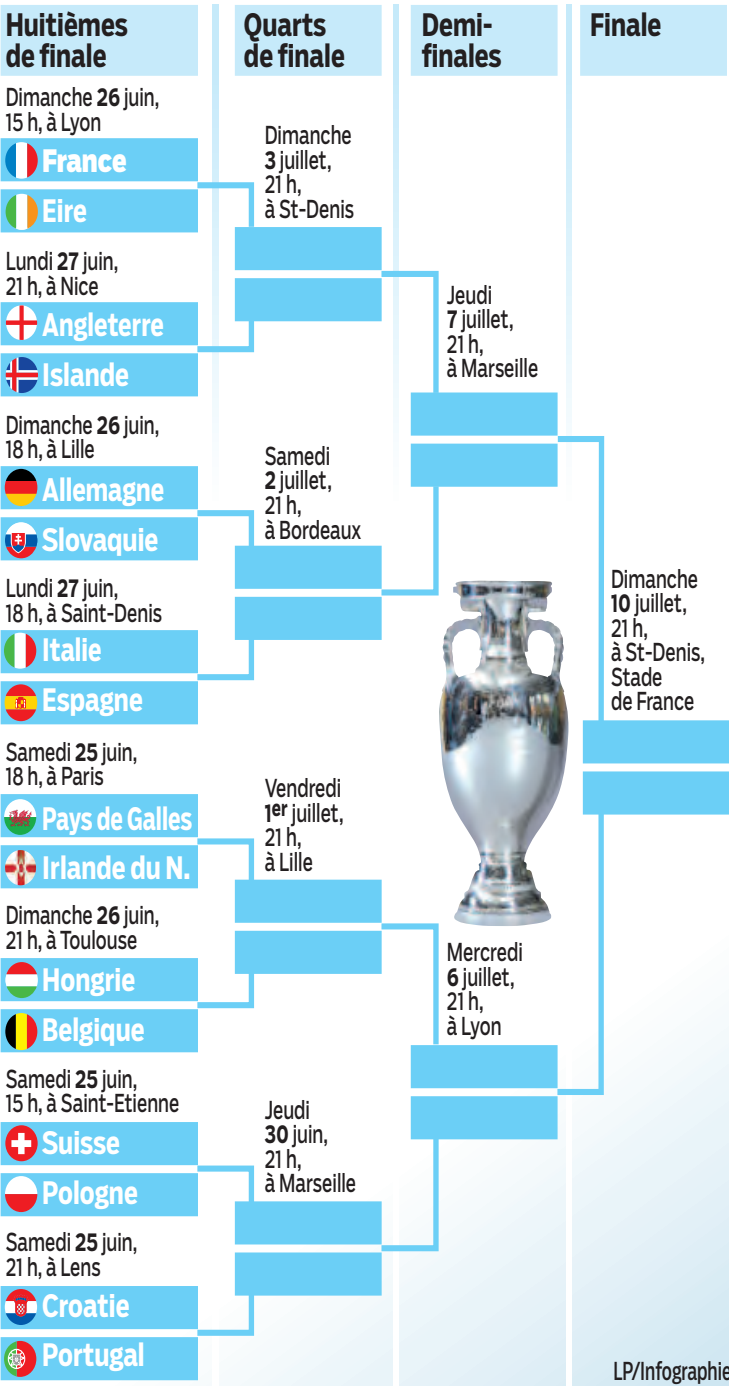 Huitièmes
de finale
Dimanche 26 juin,
15 h, à Lyon
France
Eire
Lundi 27 juin,
21 h, à Nice
Angleterre
Islande
Dimanche 26 juin,
18 h, à Lille
Allemagne
Slovaquie
Lundi 27 juin,
18 h, à Saint-Denis
Italie
Espagne
Samedi 25 juin,
18 h, à Paris
Pays de Galles
Irlande du N.
Dimanche 26 juin,
21 h, à Toulouse
Hongrie
Belgique
Samedi 25 juin,
15 h, à Saint-Etienne
Suisse
Pologne
Samedi 25 juin,
21 h, à Lens
Croatie
Portugal
Quarts
de finale
Dimanche
3 juillet,
21 h,
à St-Denis
Samedi
2 juillet,
21 h,
à Bordeaux
Vendredi
1er juillet,
21 h,
à Lille
Jeudi
30 juin,
21 h,
à Marseille
Demi-
finales
Jeudi
7 juillet,
21 h,
à Marseille
Mercredi
6 juillet,
21 h,
à Lyon
Finale
Dimanche
10 juillet,
21 h,
à St-Denis,
Stade
de France
LP/Infographie